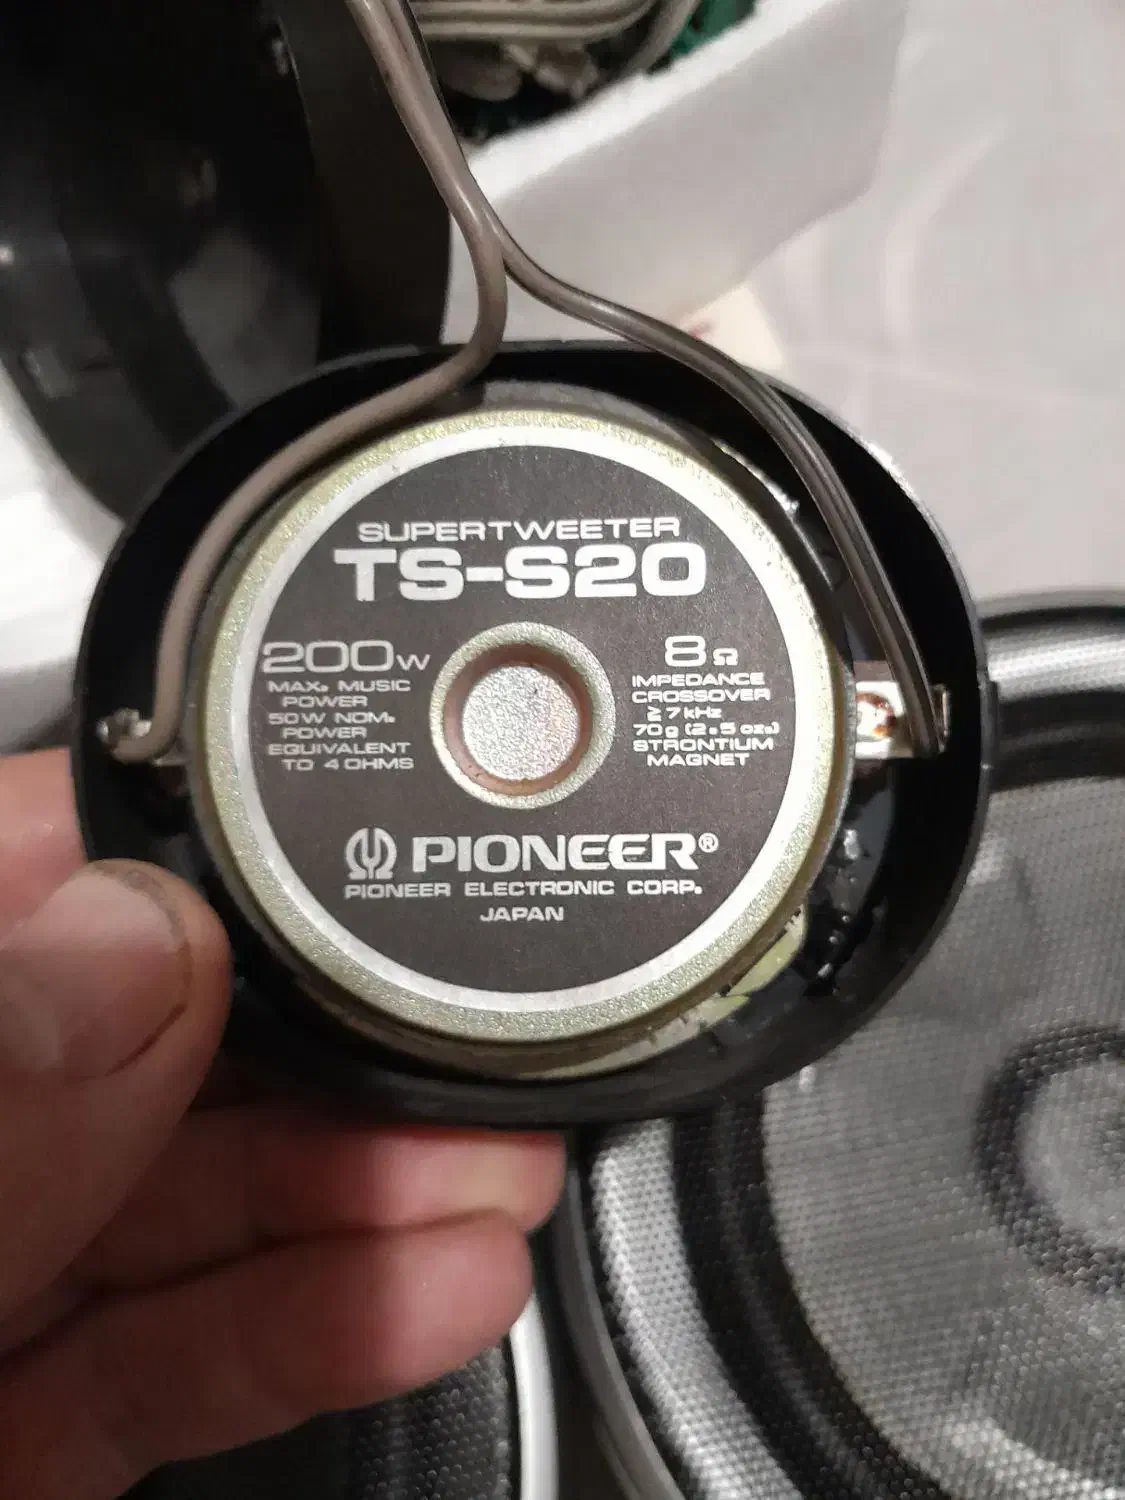 SUPERTWEETER
TS-S20
200W
MAX. MUSIC
POWER
50W NOM.
POWER
EQUIVALENT
TO 4 OHMS
8Ω
IMPEDANCE
CROSSOVER
≧7kHz
70g (2.5 ozs.)
STRONTIUM
MAGNET
PIONEER®
PIONEER ELECTRONIC CORP.
JAPAN